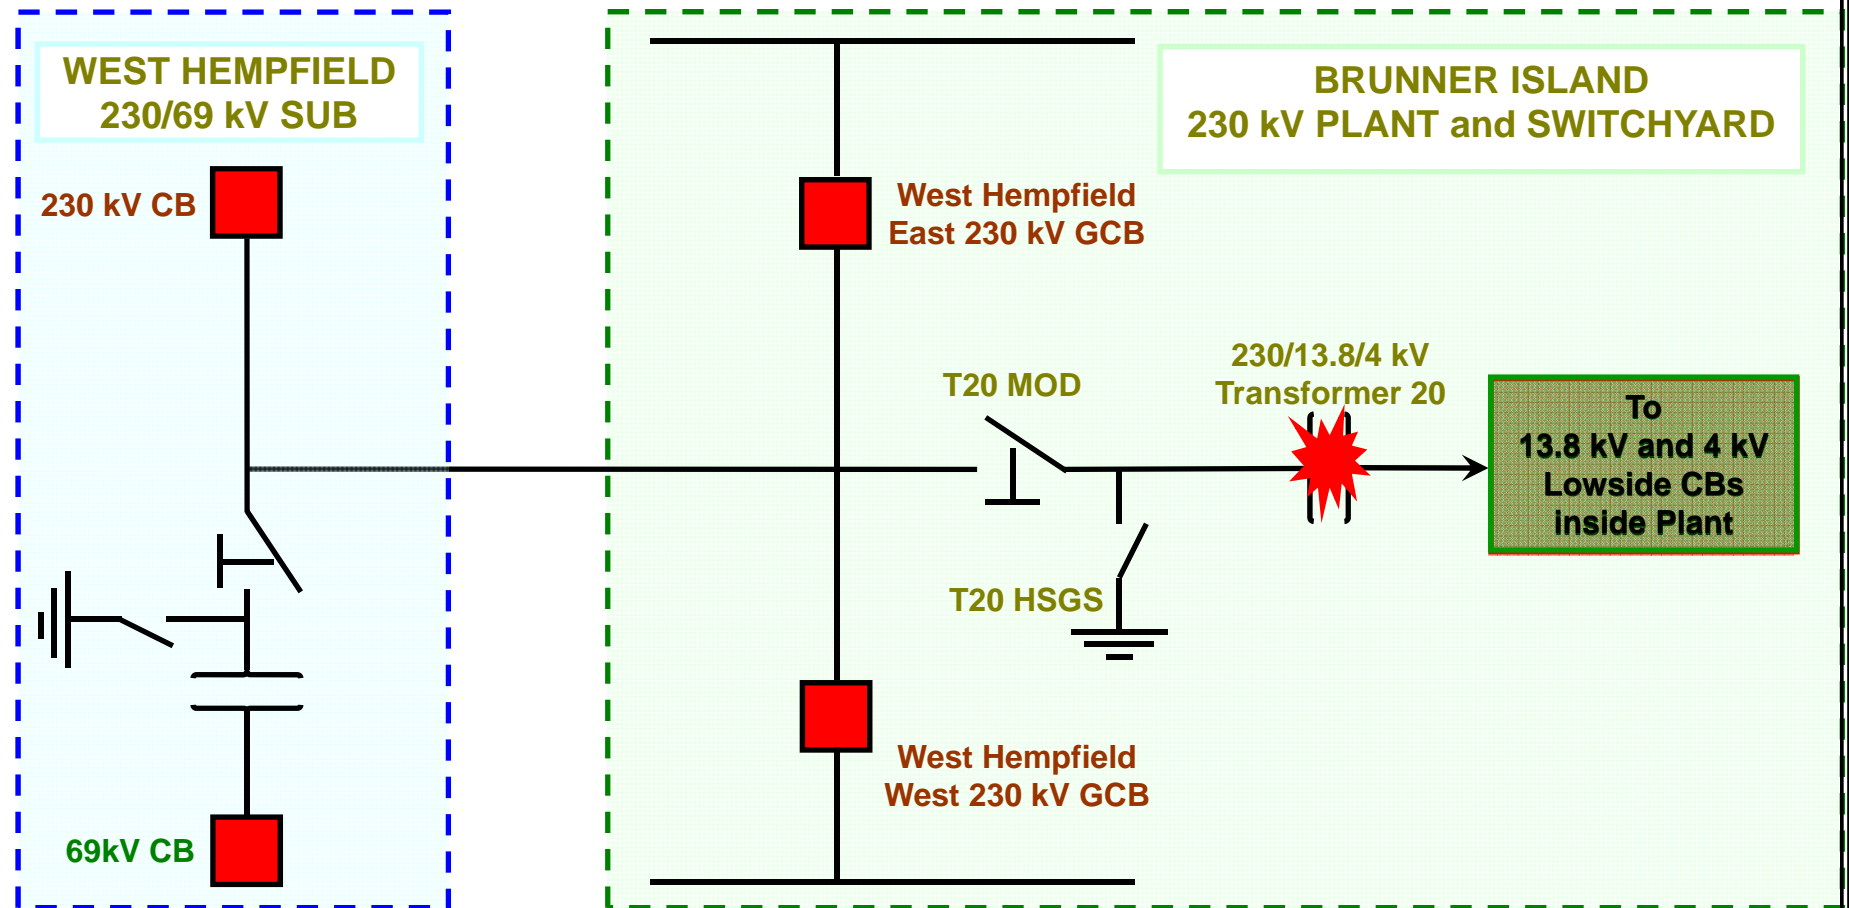 WEST HEMPFIELD
230/69 kV SUB
BRUNNER ISLAND
230 kV PLANT and SWITCHYARD
230 kV CB
West Hempfield
East 230 kV GCB
230/13.8/4 kV
Transformer 20
T20 MOD
To
13.8 kV and 4 kV
Lowside CBs
inside Plant
T20 HSGS
West Hempfield
West 230 kV GCB
69kV CB